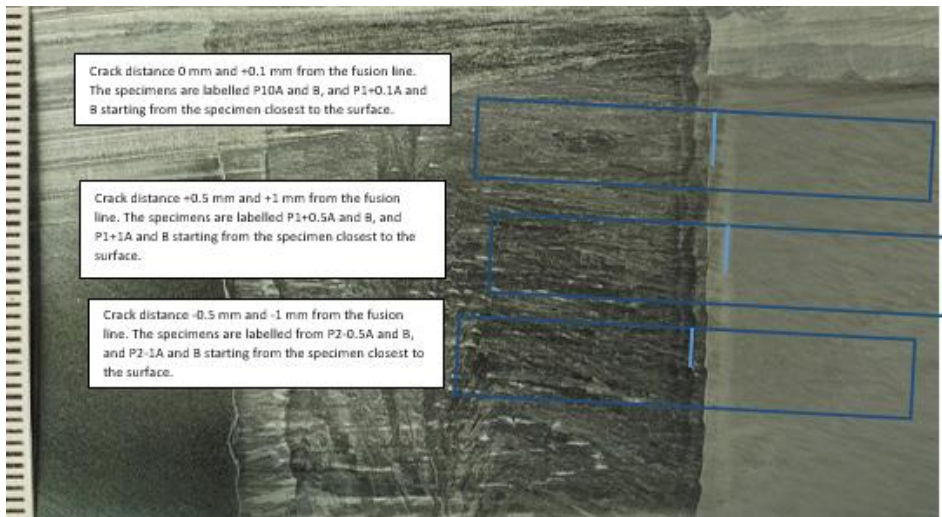 Crack distance 0 mm and +0.1 mm from the fusion line.
The specimens are labelled P10A and B, and P1+0.1A and
B starting from the specimen closest to the surface.
Crack distance +0.5 mm and +1 mm from the fusion
line. The specimens are labelled P1+0.5A and B, and
P1+1A and B starting from the specimen closest to the
surface.
Crack distance -0.5 mm and -1 mm from the fusion
line. The specimens are labelled from P2-0.5A and B,
and P2-1A and B starting from the specimen closest to
the surface.